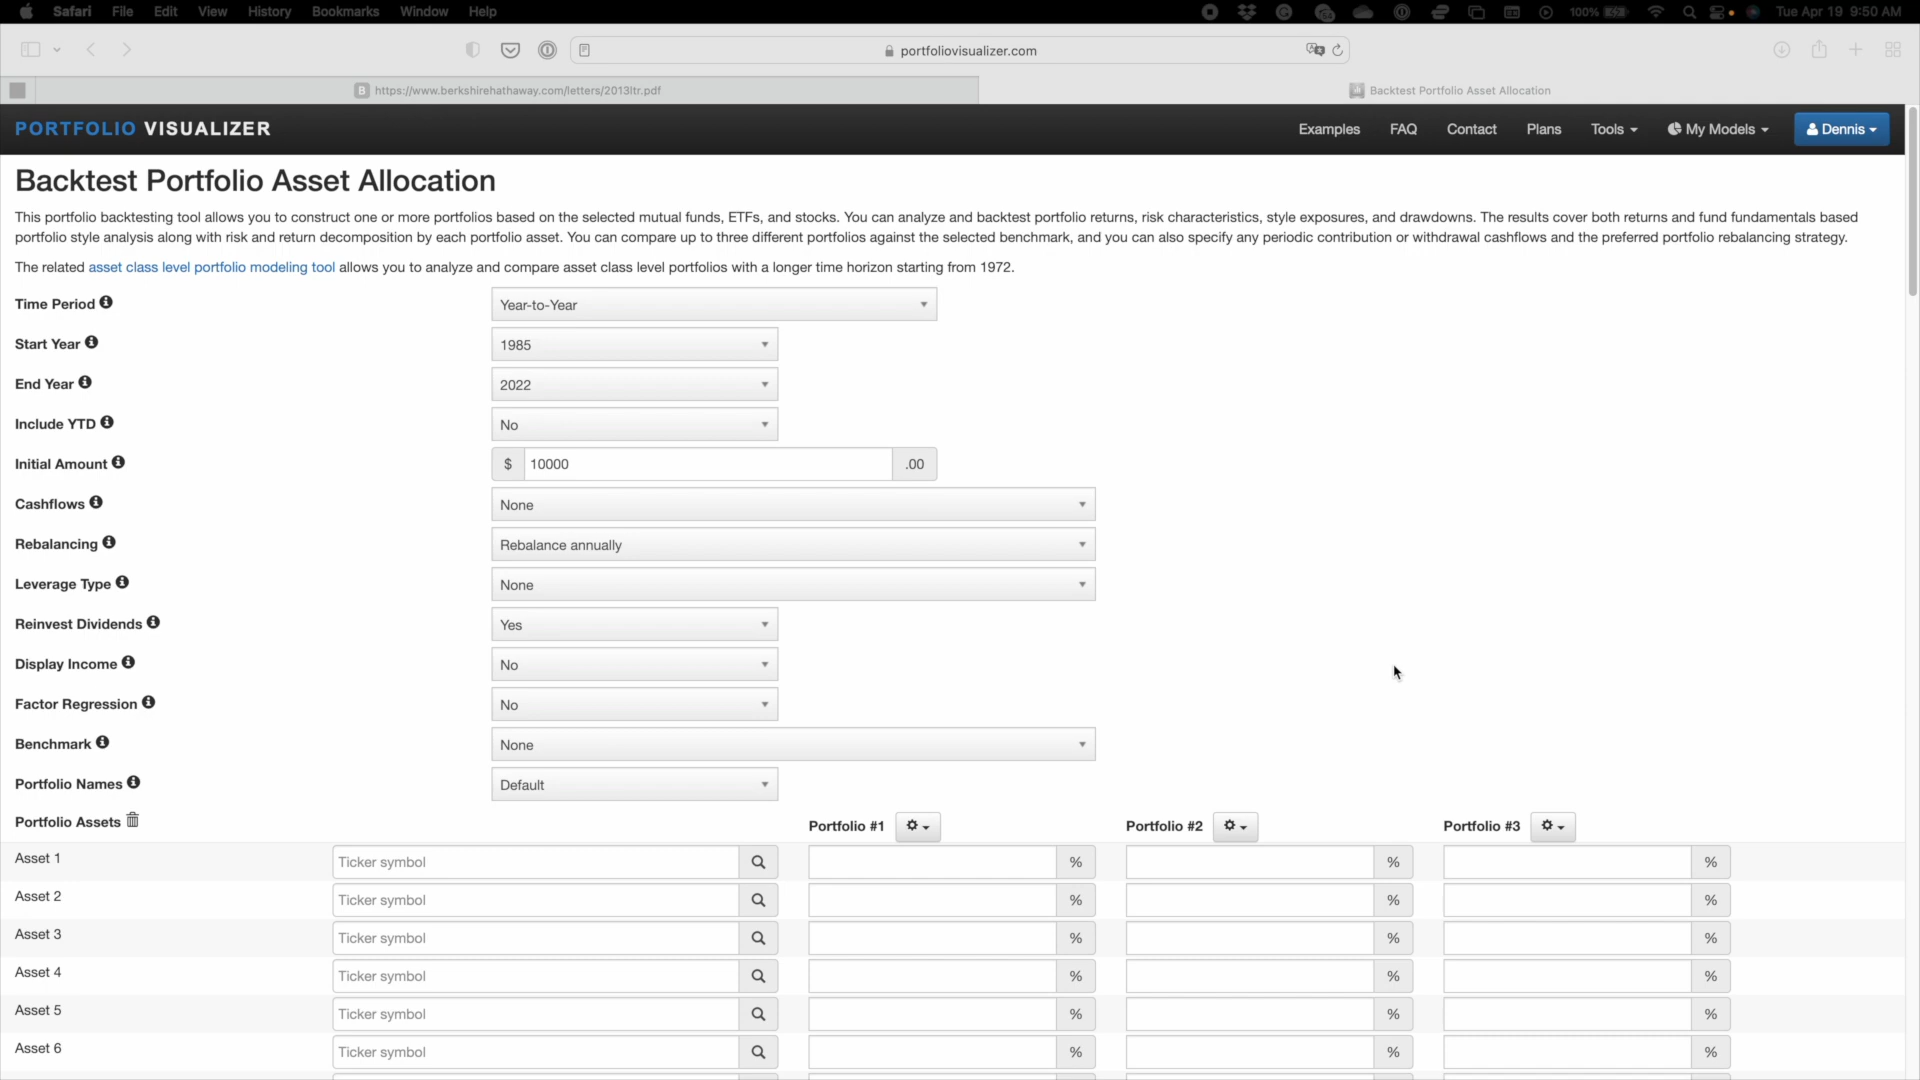 Safari File Edit View History Bookmarks Window Help 100% Tue Apr 19 9:50 AM
portfoliovisualizer.com
https://www.berkshirehathaway.com/letters/2013ltr.pdf Backtest Portfolio Asset Allocation
PORTFOLIO VISUALIZER Examples FAQ Contact Plans Tools My Models Dennis
Backtest Portfolio Asset Allocation
This portfolio backtesting tool allows you to construct one or more portfolios based on the selected mutual funds, ETFs, and stocks. You can analyze and backtest portfolio returns, risk characteristics, style exposures, and drawdowns. The results cover both returns and fund fundamentals based
portfolio style analysis along with risk and return decomposition by each portfolio asset. You can compare up to three different portfolios against the selected benchmark, and you can also specify any periodic contribution or withdrawal cashflows and the preferred portfolio rebalancing strategy.
The related asset class level portfolio modeling tool allows you to analyze and compare asset class level portfolios with a longer time horizon starting from 1972.
Time Period Year-to-Year
Start Year 1985
End Year 2022
Include YTD No
Initial Amount $ 10000 .00
Cashflows None
Rebalancing Rebalance annually
Leverage Type None
Reinvest Dividends Yes
Display Income No
Factor Regression No
Benchmark None
Portfolio Names Default
Portfolio Assets Portfolio #1 Portfolio #2 Portfolio #3
Asset 1 Ticker symbol % % %
Asset 2 Ticker symbol % % %
Asset 3 Ticker symbol % % %
Asset 4 Ticker symbol % % %
Asset 5 Ticker symbol % % %
Asset 6 Ticker symbol % % %